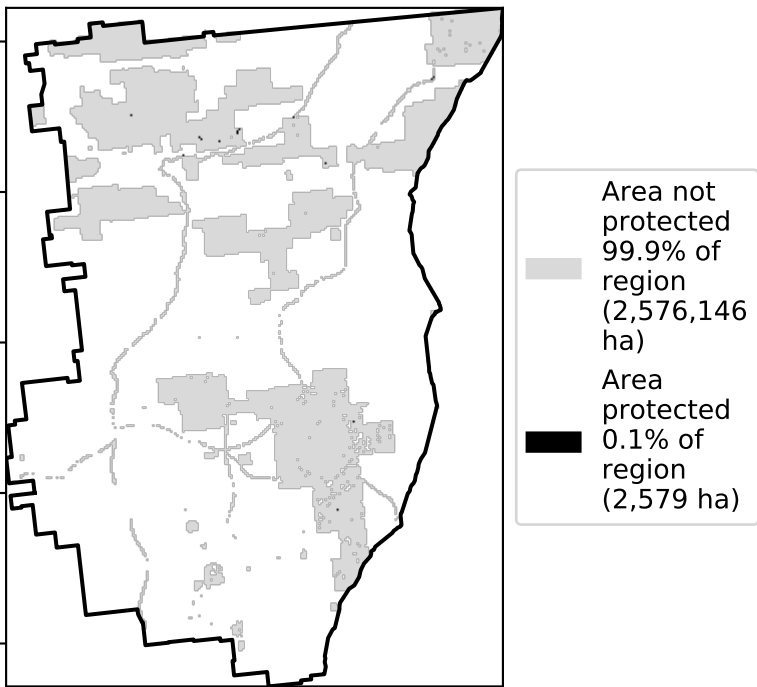 Area not
protected
99.9% of
region
(2,576,146
ha)
Area
protected
0.1% of
region
(2,579 ha)